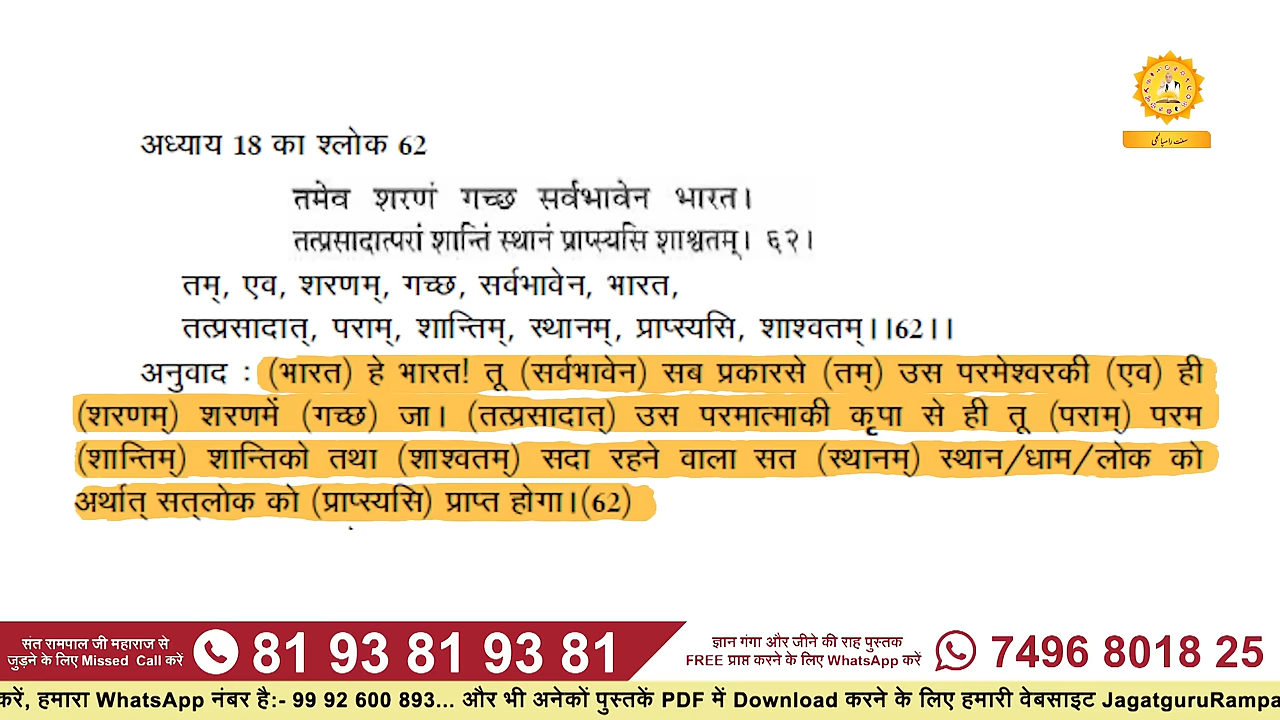 अध्याय 18 का श्लोक 62
तमेव शरणं गच्छ सर्वभावेन भारत।
तत्प्रसादात्परां शान्तिं स्थानं प्राप्स्यसि शाश्वतम्। ६२।
तम्, एव, शरणम्, गच्छ, सर्वभावेन, भारत,
तत्प्रसादात्, पराम्, शान्तिम्, स्थानम्, प्राप्स्यसि, शाश्वतम्।।62।।
अनुवाद : (भारत) हे भारत! तू (सर्वभावेन) सब प्रकारसे (तम्) उस परमेश्वरकी (एव) ही
(शरणम्) शरणमें (गच्छ) जा। (तत्प्रसादात्) उस परमात्माकी कृपा से ही तू (पराम्) परम
(शान्तिम्) शान्तिको तथा (शाश्वतम्) सदा रहने वाला सत (स्थानम्) स्थान/धाम/लोक को
अर्थात् सत्लोक को (प्राप्स्यसि) प्राप्त होगा।(62)
संत रामपाल जी महाराज से
जुड़ने के लिए Missed Call करें
81 93 81 93 81
ज्ञान गंगा और जीने की राह पुस्तक
FREE प्राप्त करने के लिए WhatsApp करें
7496 8018 25
करें, हमारा WhatsApp नंबर है:- 99 92 600 893... और भी अनेकों पुस्तकें PDF में Download करने के लिए हमारी वेबसाइट JagatguruRampa